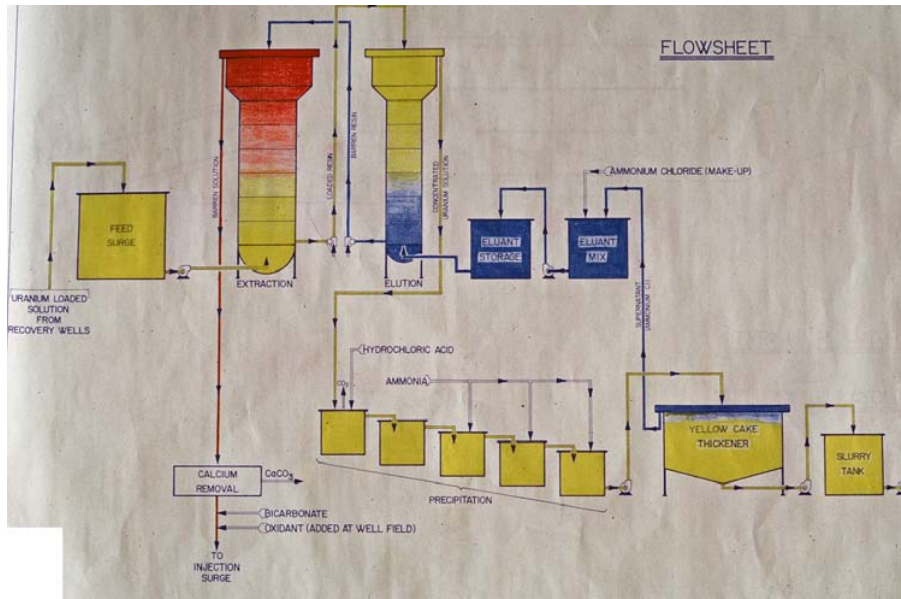 FLOWSHEET
BARREN SOLUTION
LOADED RESIN
BARREN RESIN
CONCENTRATED
URANIUM SOLUTION
AMMONIUM CHLORIDE (MAKE-UP)
FEED
SURGE
ELUANT
STORAGE
ELUANT
MIX
EXTRACTION
ELUTION
URANIUM LOADED
SOLUTION
FROM
RECOVERY WELLS
SUPERNATANT
HYDROCHLORIC ACID
CO2
AMMONIA
YELLOW CAKE
THICKENER
SLURRY
TANK
PRECIPITATION
CALCIUM
REMOVAL
CaCO3
BICARBONATE
OXIDANT (ADDED AT WELL FIELD)
TO
INJECTION
SURGE